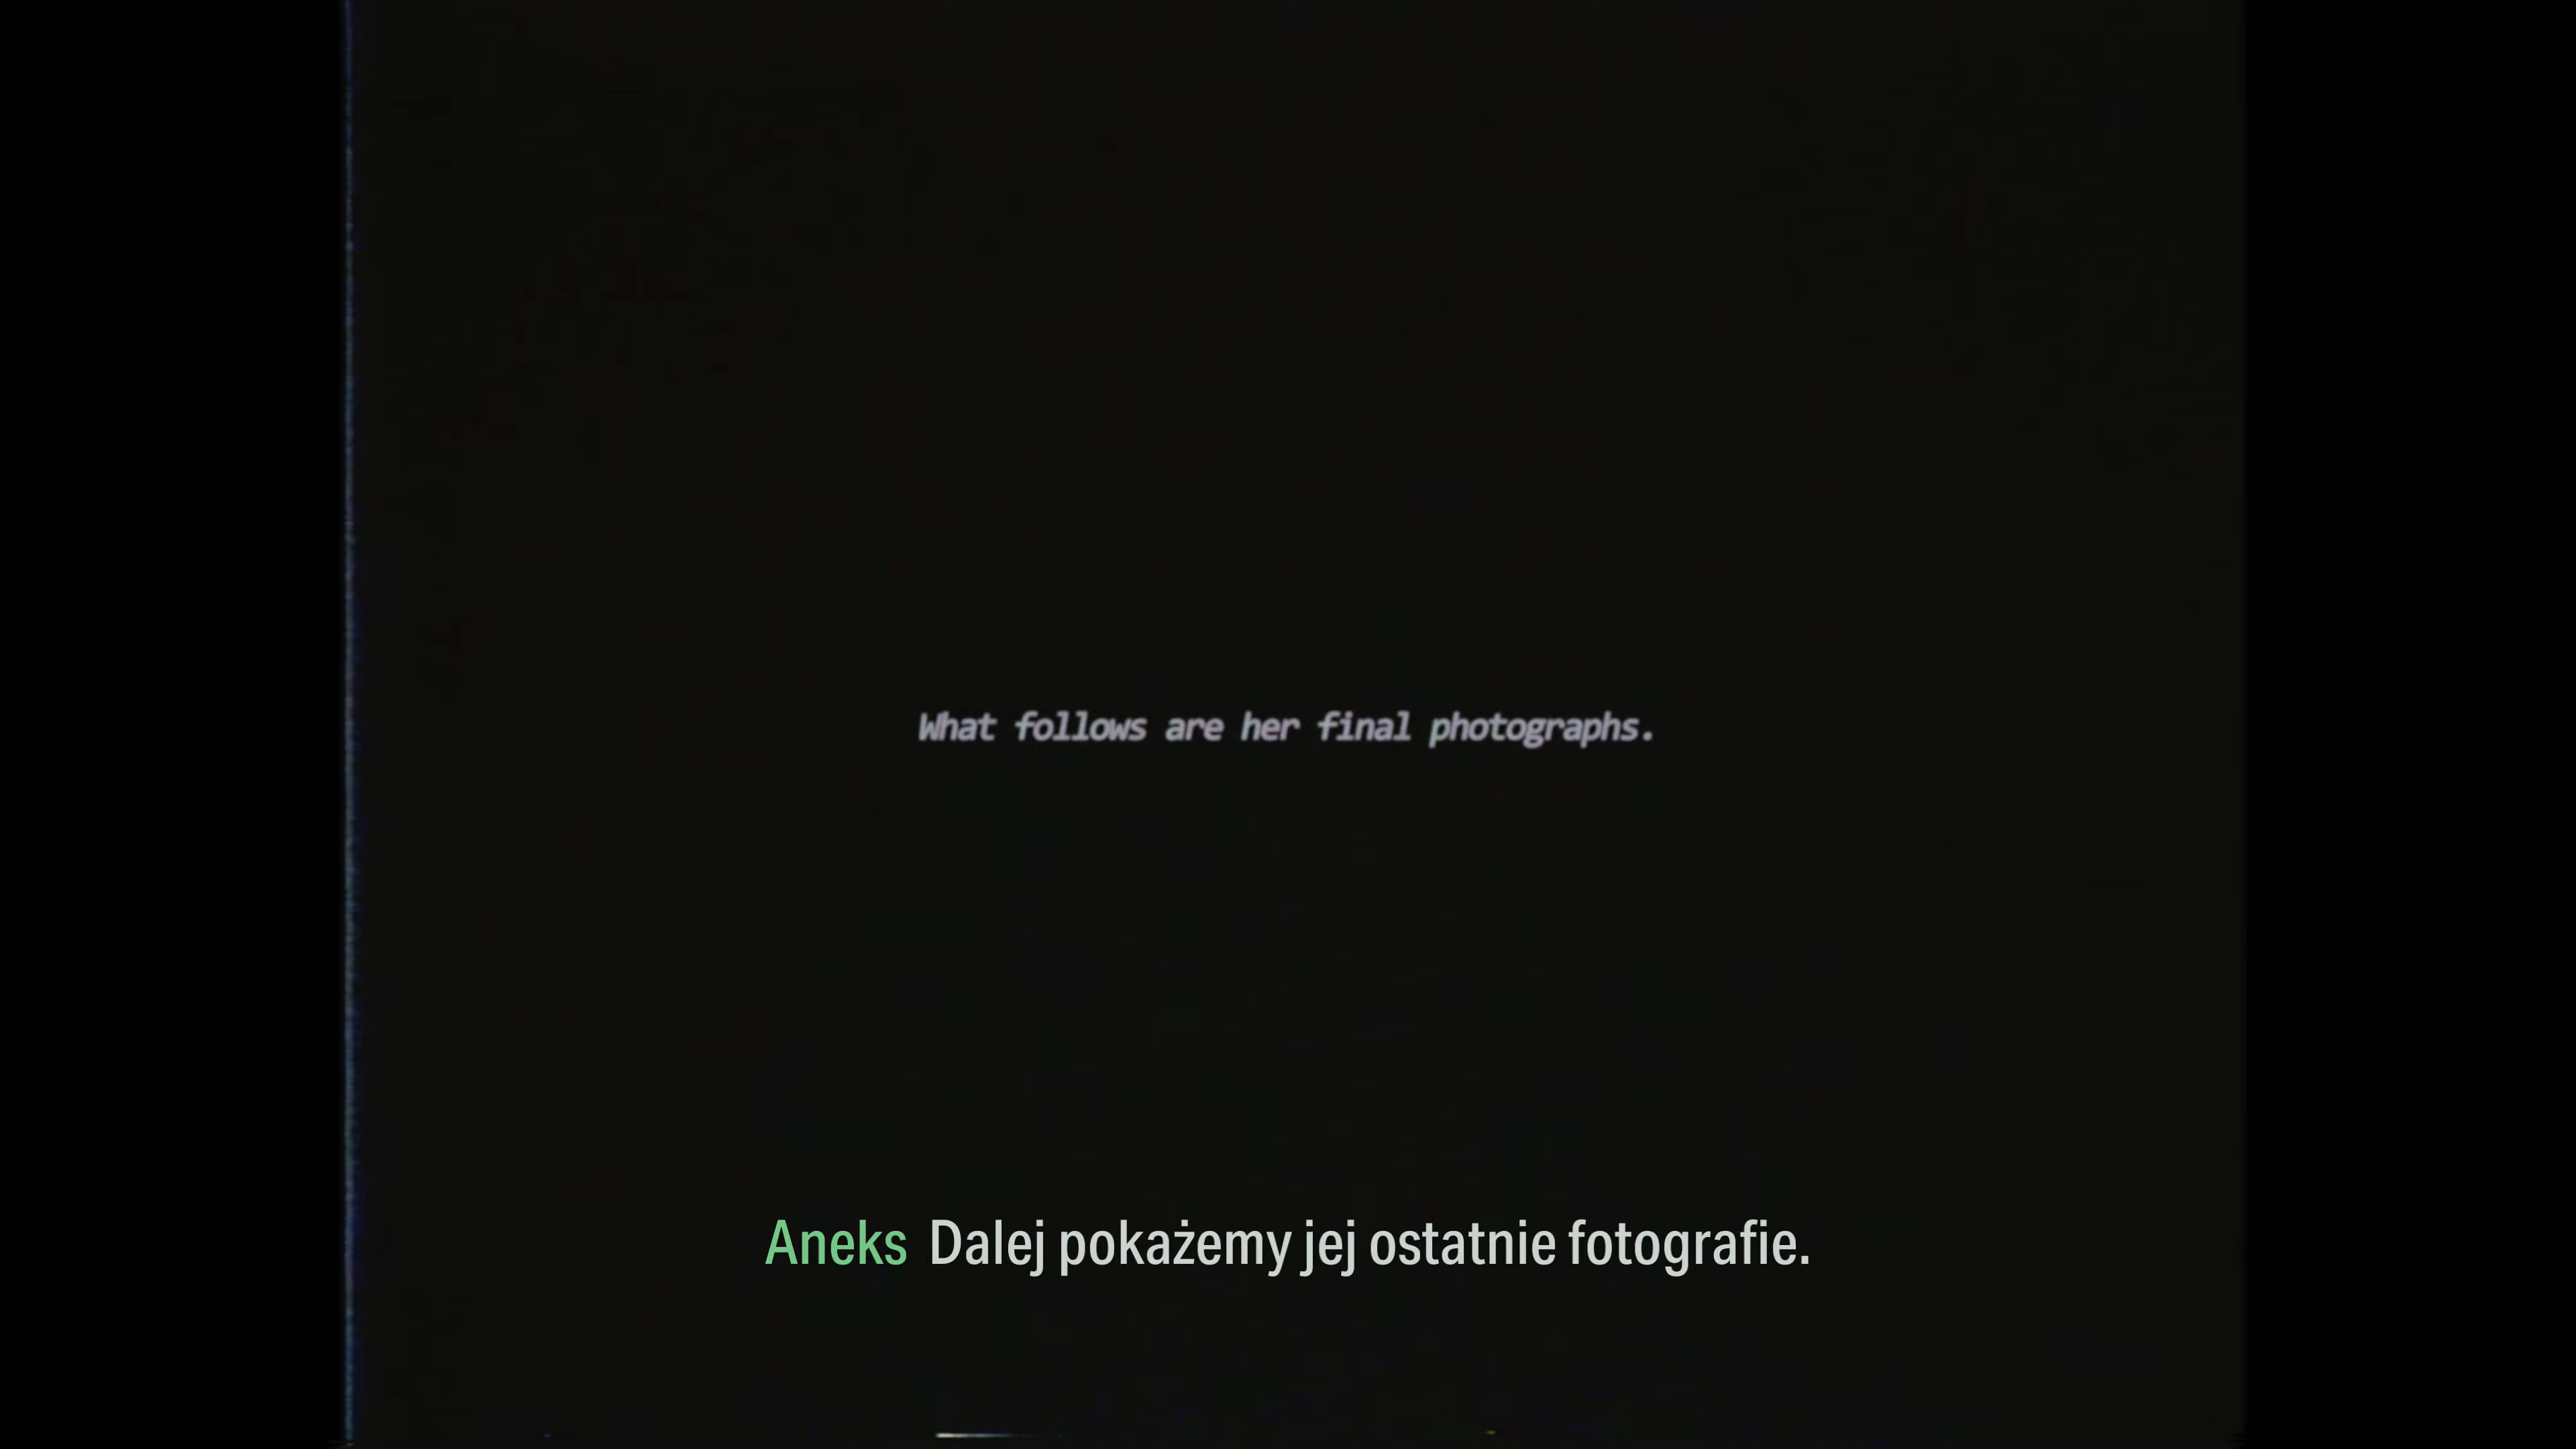 What follows are her final photographs.
Aneks Dalej pokażemy jej ostatnie fotografie.